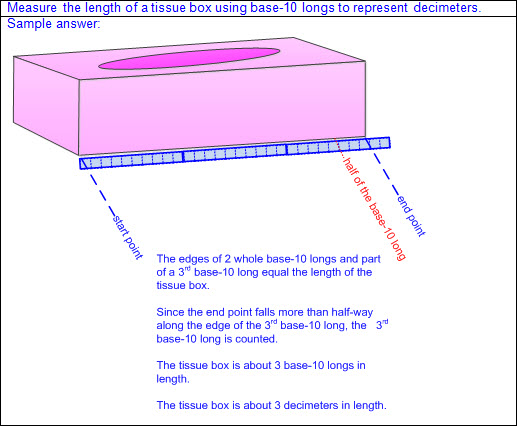 Measure the length of a tissue box using base-10 longs to represent decimeters.
Sample answer:
half of the base-10 long
end point
start point
The edges of 2 whole base-10 longs and part
of a 3rd base-10 long equal the length of the
tissue box.
Since the end point falls more than half-way
along the edge of the 3rd base-10 long, the 3rd
base-10 long is counted.
The tissue box is about 3 base-10 longs in
length.
The tissue box is about 3 decimeters in length.